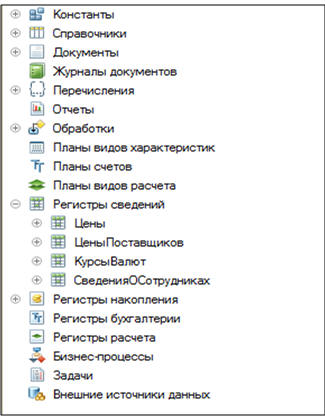 Константы
Справочники
Документы
Журналы документов
Перечисления
Отчеты
Обработки
Планы видов характеристик
Планы счетов
Планы видов расчета
Регистры сведений
Цены
ЦеныПоставщиков
КурсыВалют
СведенияОСотрудниках
Регистры накопления
Регистры бухгалтерии
Регистры расчета
Бизнес-процессы
Задачи
Внешние источники данных